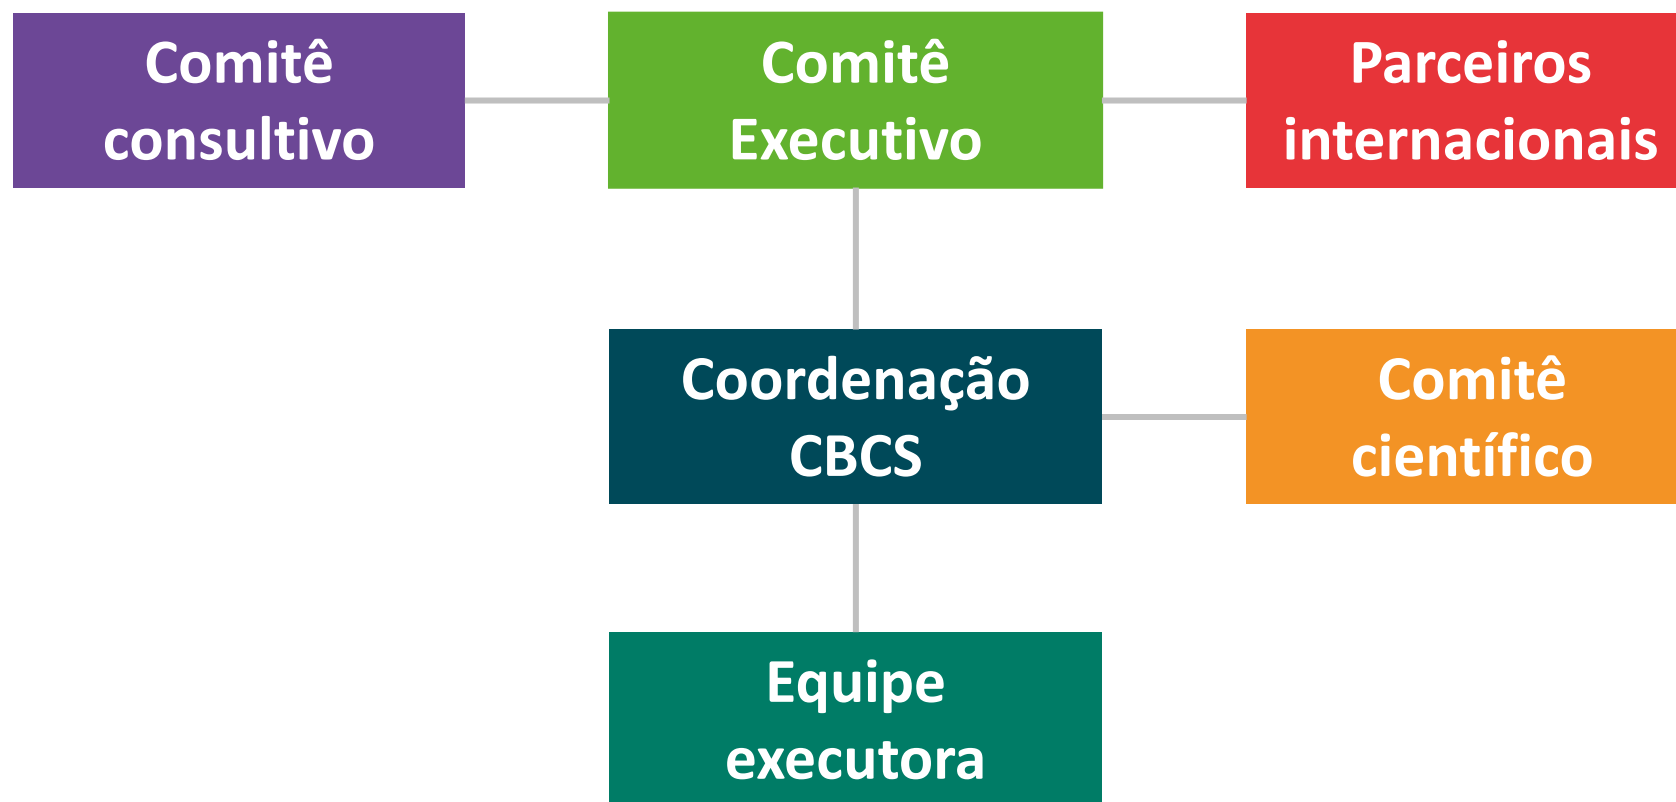 Comitê
consultivo
Comitê
Executivo
Parceiros
internacionais
Coordenação
CBCS
Comitê
científico
Equipe
executora